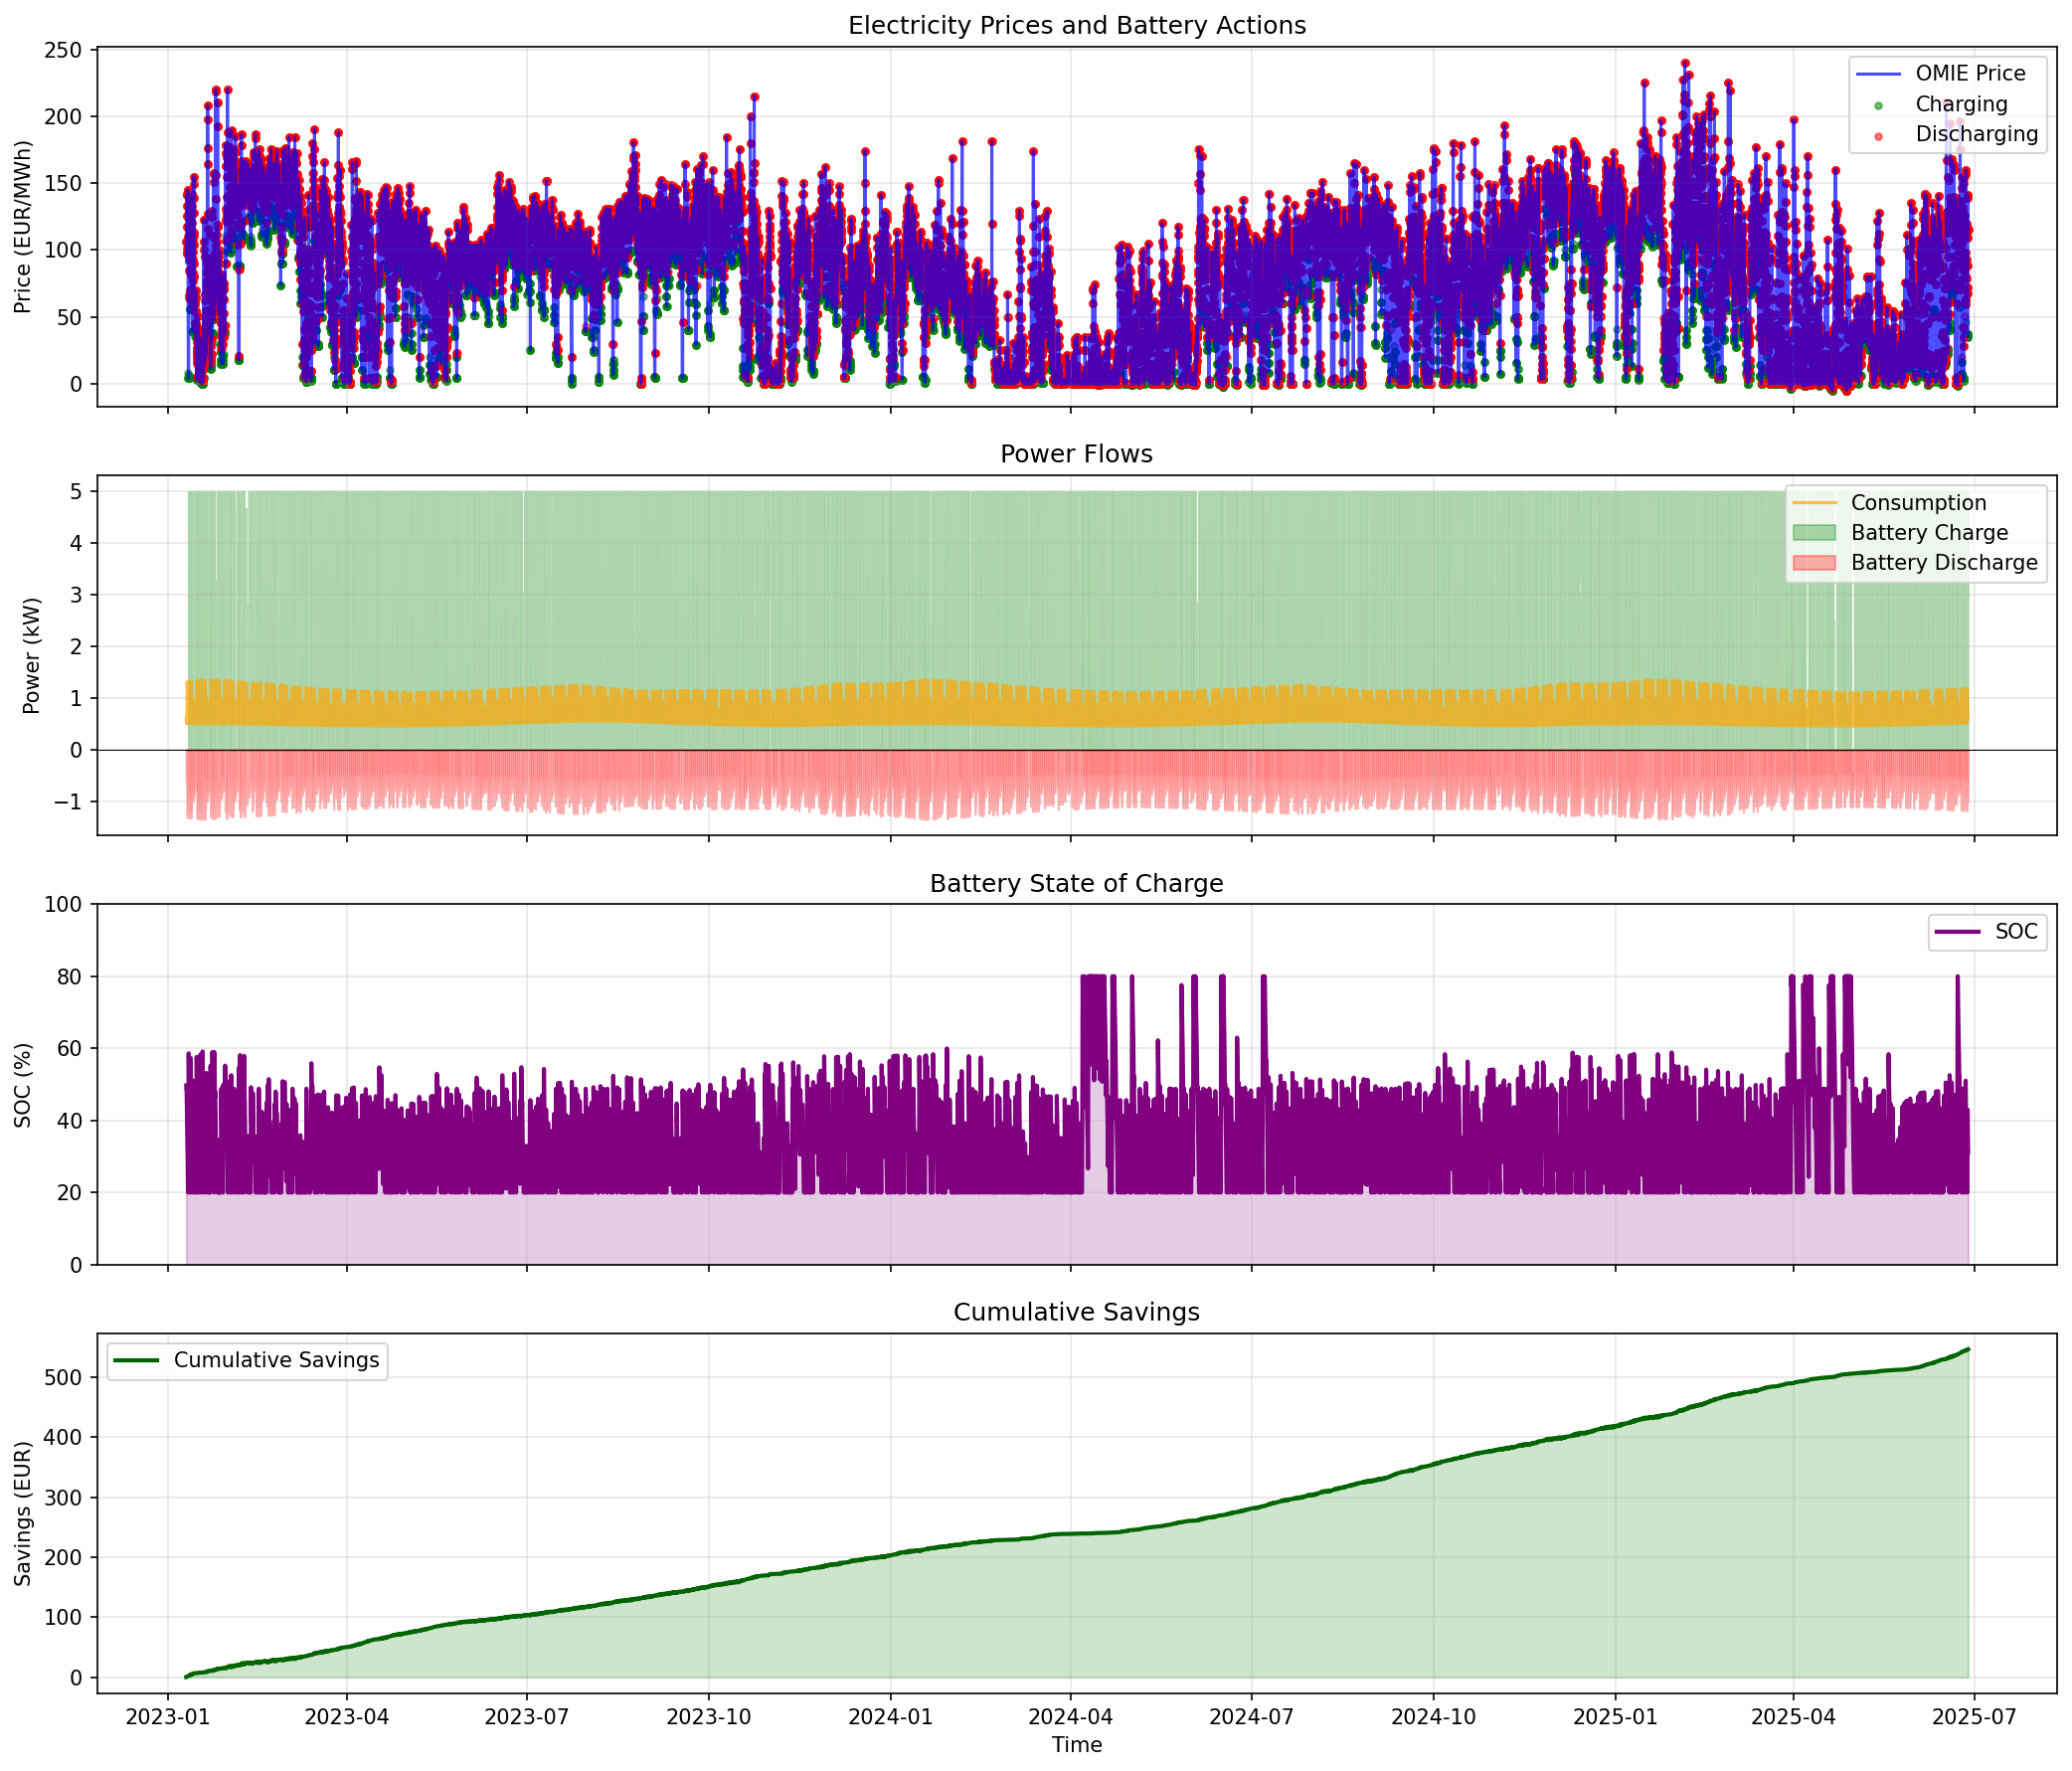 Electricity Prices and Battery Actions
Price (EUR/MWh)
250
200
150
100
50
0
OMIE Price
Charging
Discharging
Power Flows
Power (kW)
5
4
3
2
1
0
−1
Consumption
Battery Charge
Battery Discharge
Battery State of Charge
SOC (%)
100
80
60
40
20
0
SOC
Cumulative Savings
Savings (EUR)
500
400
300
200
100
0
Cumulative Savings
2023-01 2023-04 2023-07 2023-10 2024-01 2024-04 2024-07 2024-10 2025-01 2025-04 2025-07
Time